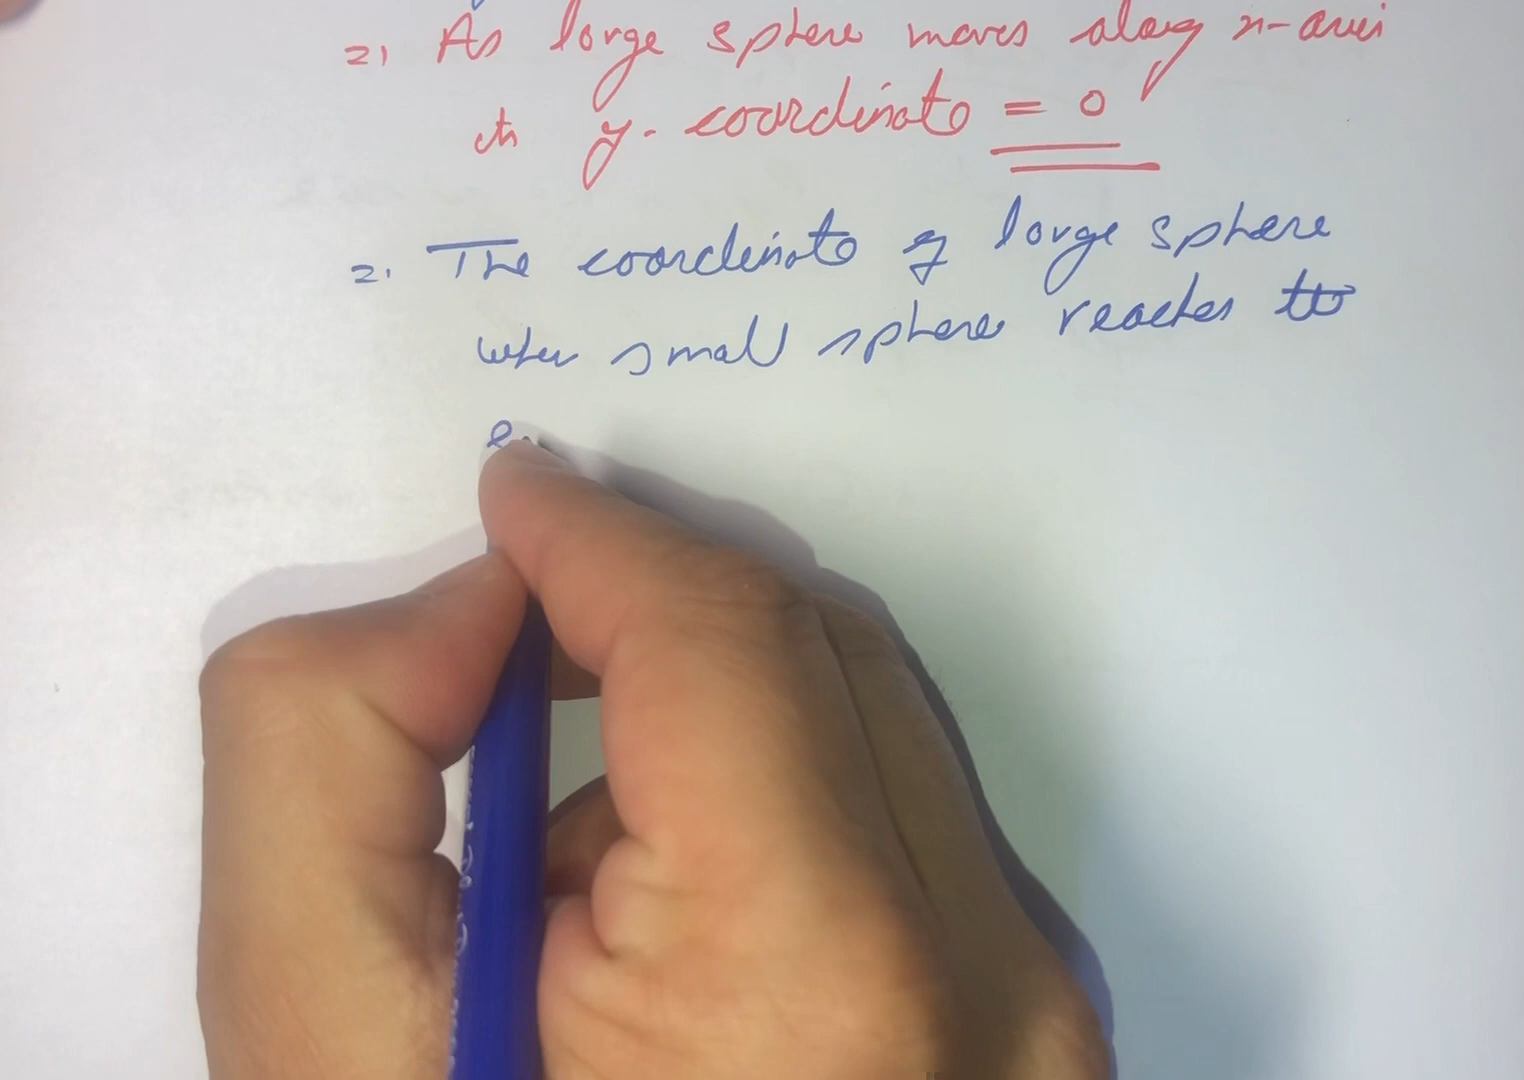 2, As large sphere moves along x-axis
its y-coordinate = 0
2. The coordinate of large sphere
when small sphere reaches to